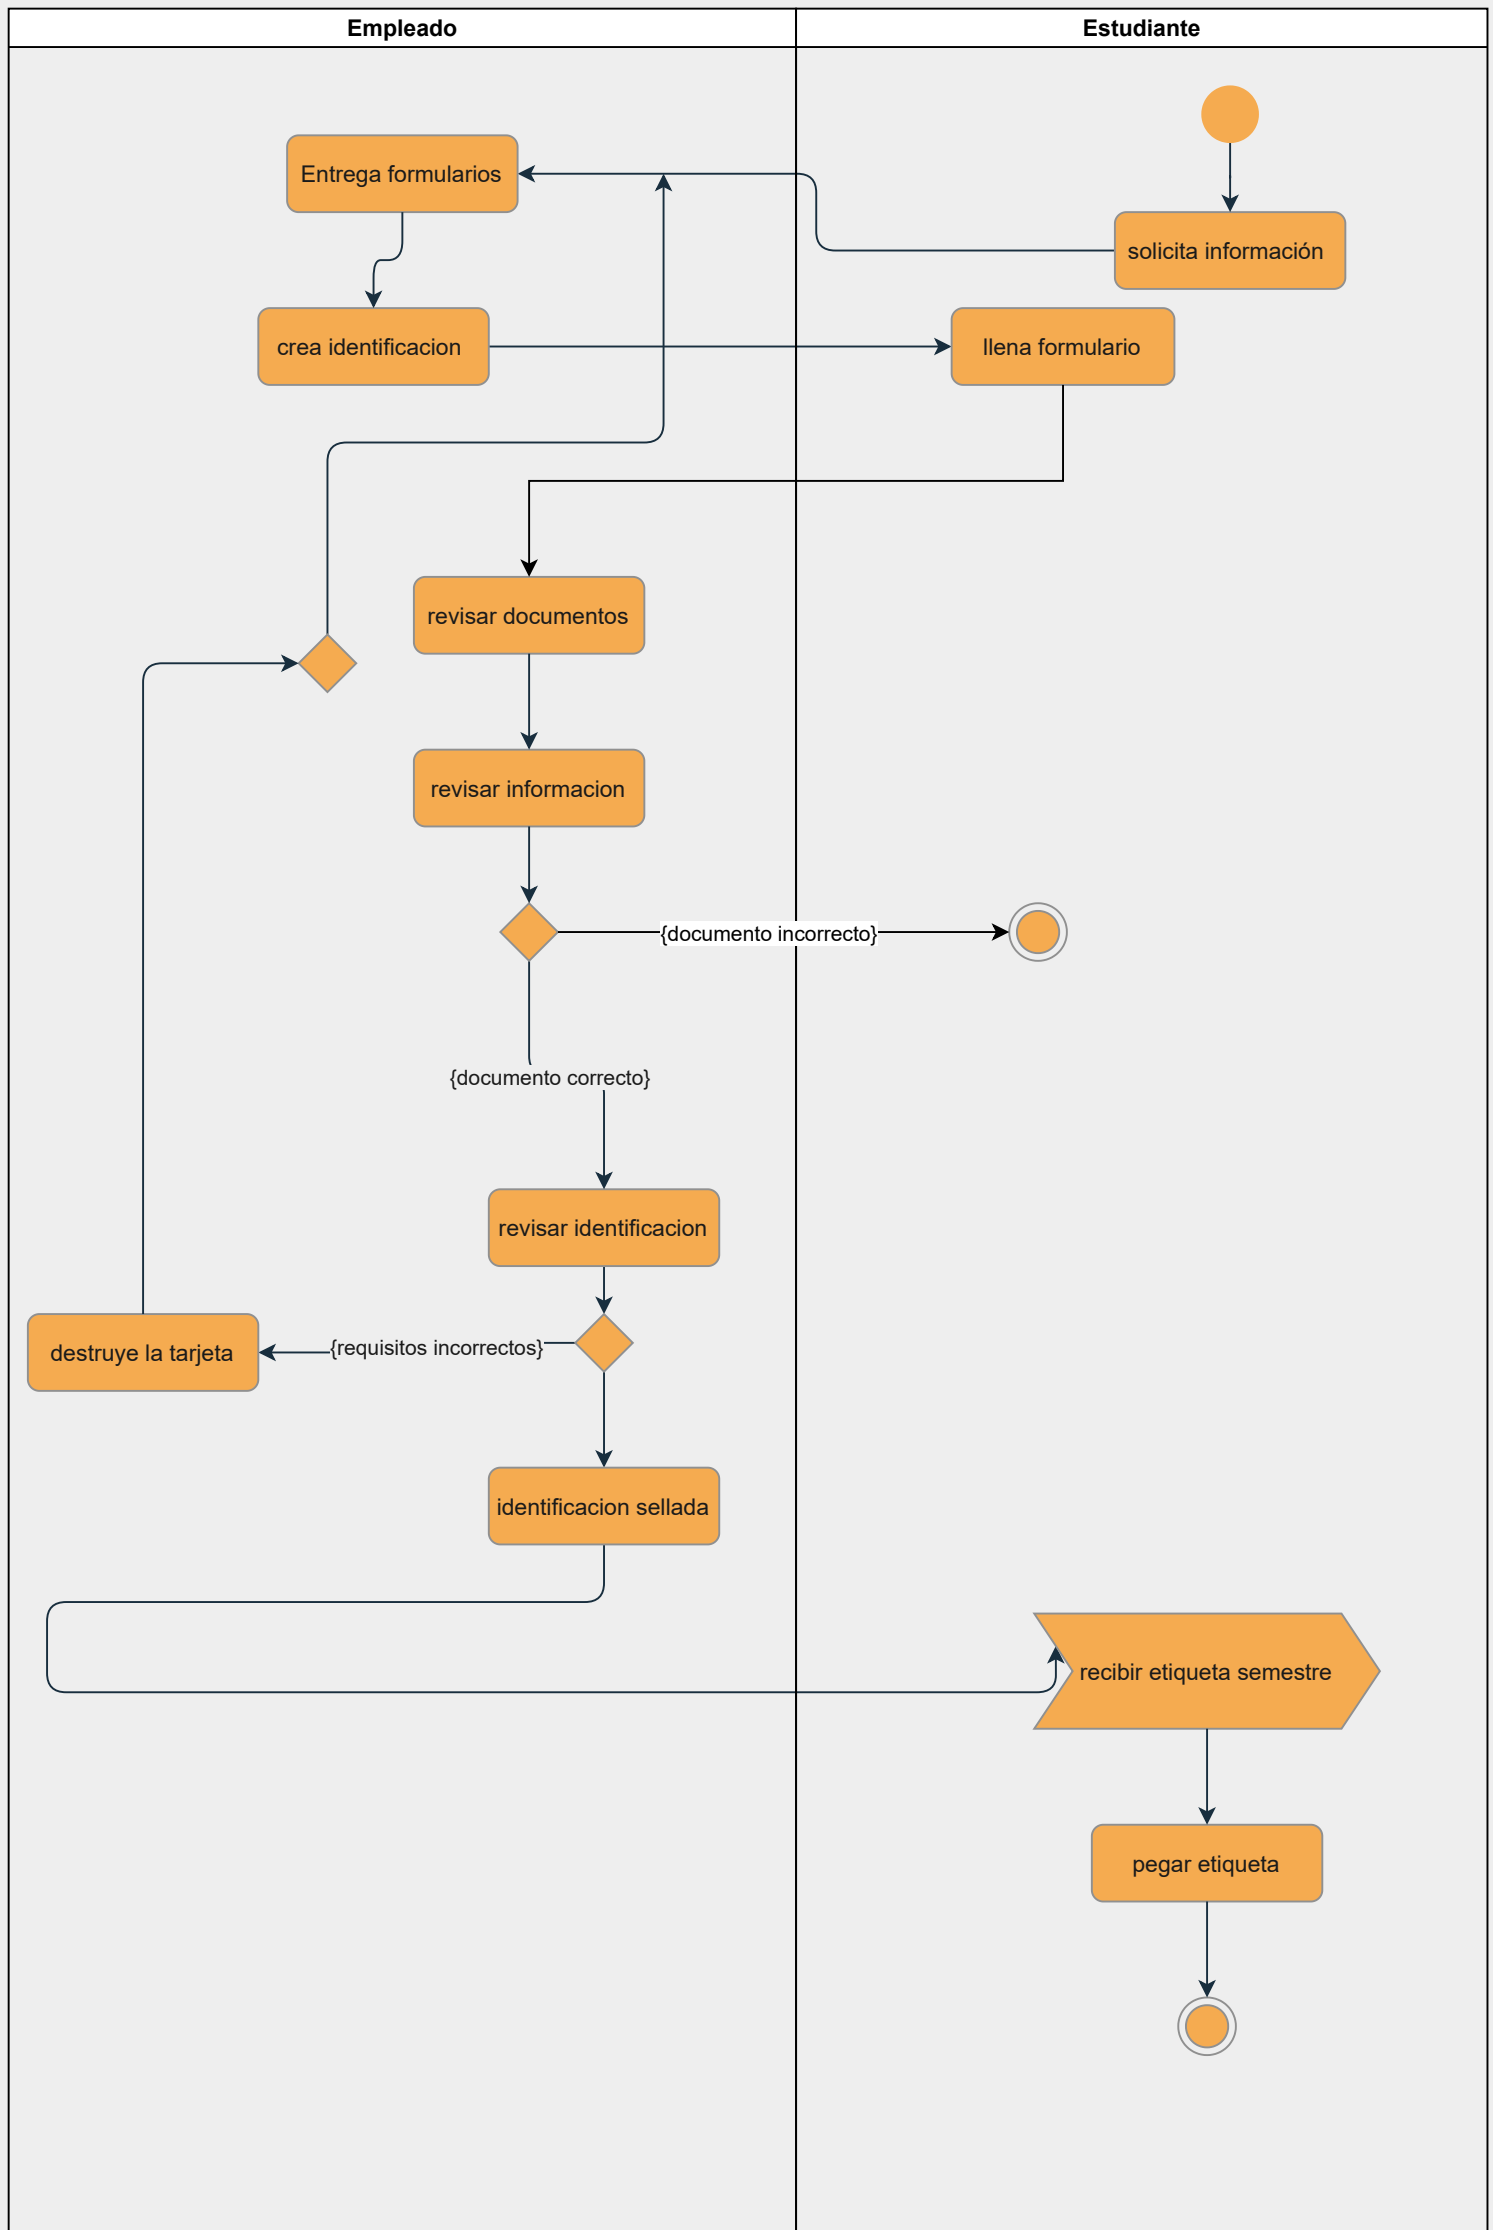 Empleado
Estudiante
Entrega formularios
solicita información
crea identificacion
llena formulario
revisar documentos
revisar informacion
{documento incorrecto}
{documento correcto}
revisar identificacion
{requisitos incorrectos}
destruye la tarjeta
identificacion sellada
recibir etiqueta semestre
pegar etiqueta